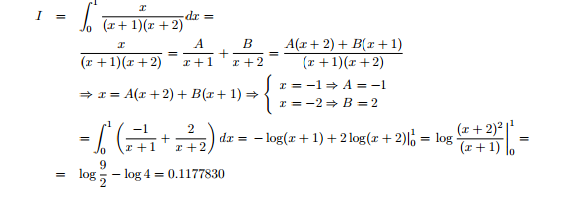 I = ∫₀¹ x/((x + 1)(x + 2)) dx =
x/((x + 1)(x + 2)) = A/(x + 1) + B/(x + 2) = (A(x + 2) + B(x + 1))/((x + 1)(x + 2))
⇒ x = A(x + 2) + B(x + 1) ⇒ { x = −1 ⇒ A = −1
x = −2 ⇒ B = 2
= ∫₀¹ (−1/(x + 1) + 2/(x + 2)) dx = − log(x + 1) + 2 log(x + 2)|₀¹ = log (x + 2)²/(x + 1) |₀¹ =
= log 9/2 − log 4 = 0.1177830